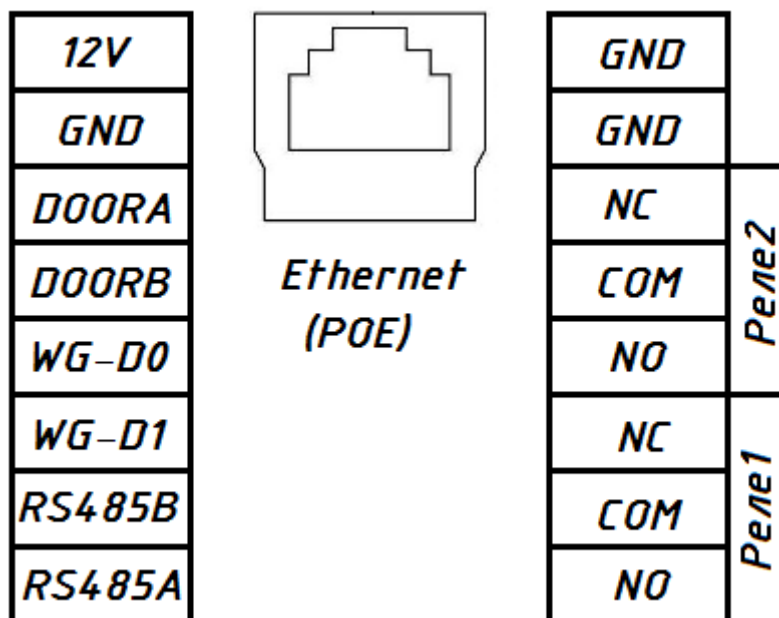 12V
GND
DOORA
DOORB
WG-D0
WG-D1
RS485B
RS485A
Ethernet
(POE)
GND
GND
NC
COM
NO
NC
COM
NO
Реле2
Реле1